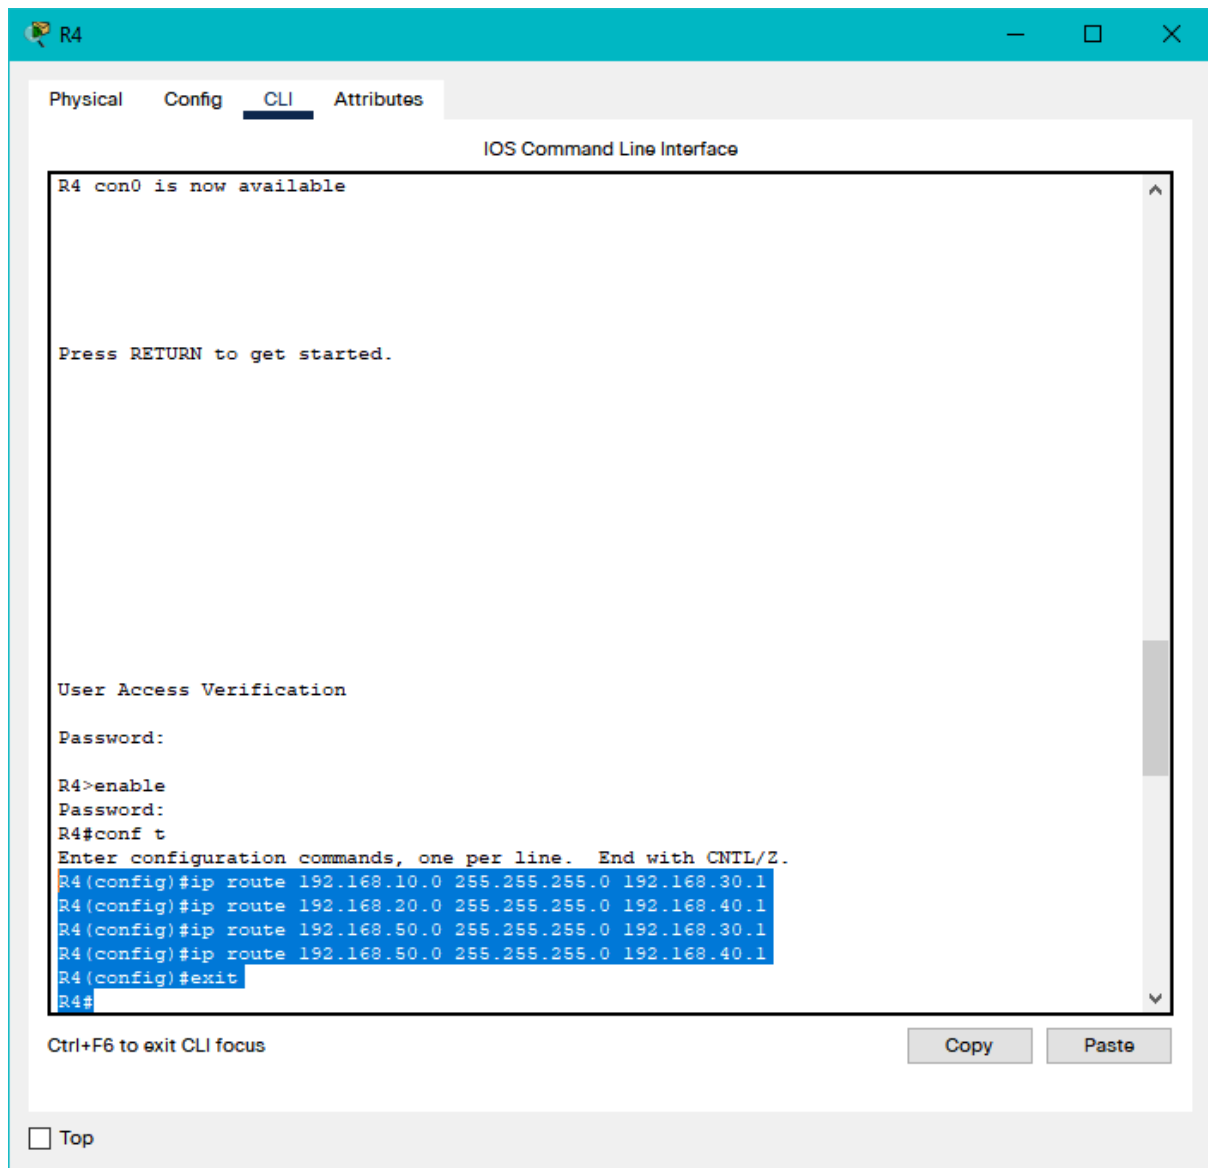 R4
Physical Config CLI Attributes
IOS Command Line Interface
R4 con0 is now available
Press RETURN to get started.
User Access Verification
Password:
R4>enable
Password:
R4#conf t
Enter configuration commands, one per line.  End with CNTL/Z.
R4(config)#ip route 192.168.10.0 255.255.255.0 192.168.30.1
R4(config)#ip route 192.168.20.0 255.255.255.0 192.168.40.1
R4(config)#ip route 192.168.50.0 255.255.255.0 192.168.30.1
R4(config)#ip route 192.168.50.0 255.255.255.0 192.168.40.1
R4(config)#exit
R4#
Ctrl+F6 to exit CLI focus
Copy Paste
Top